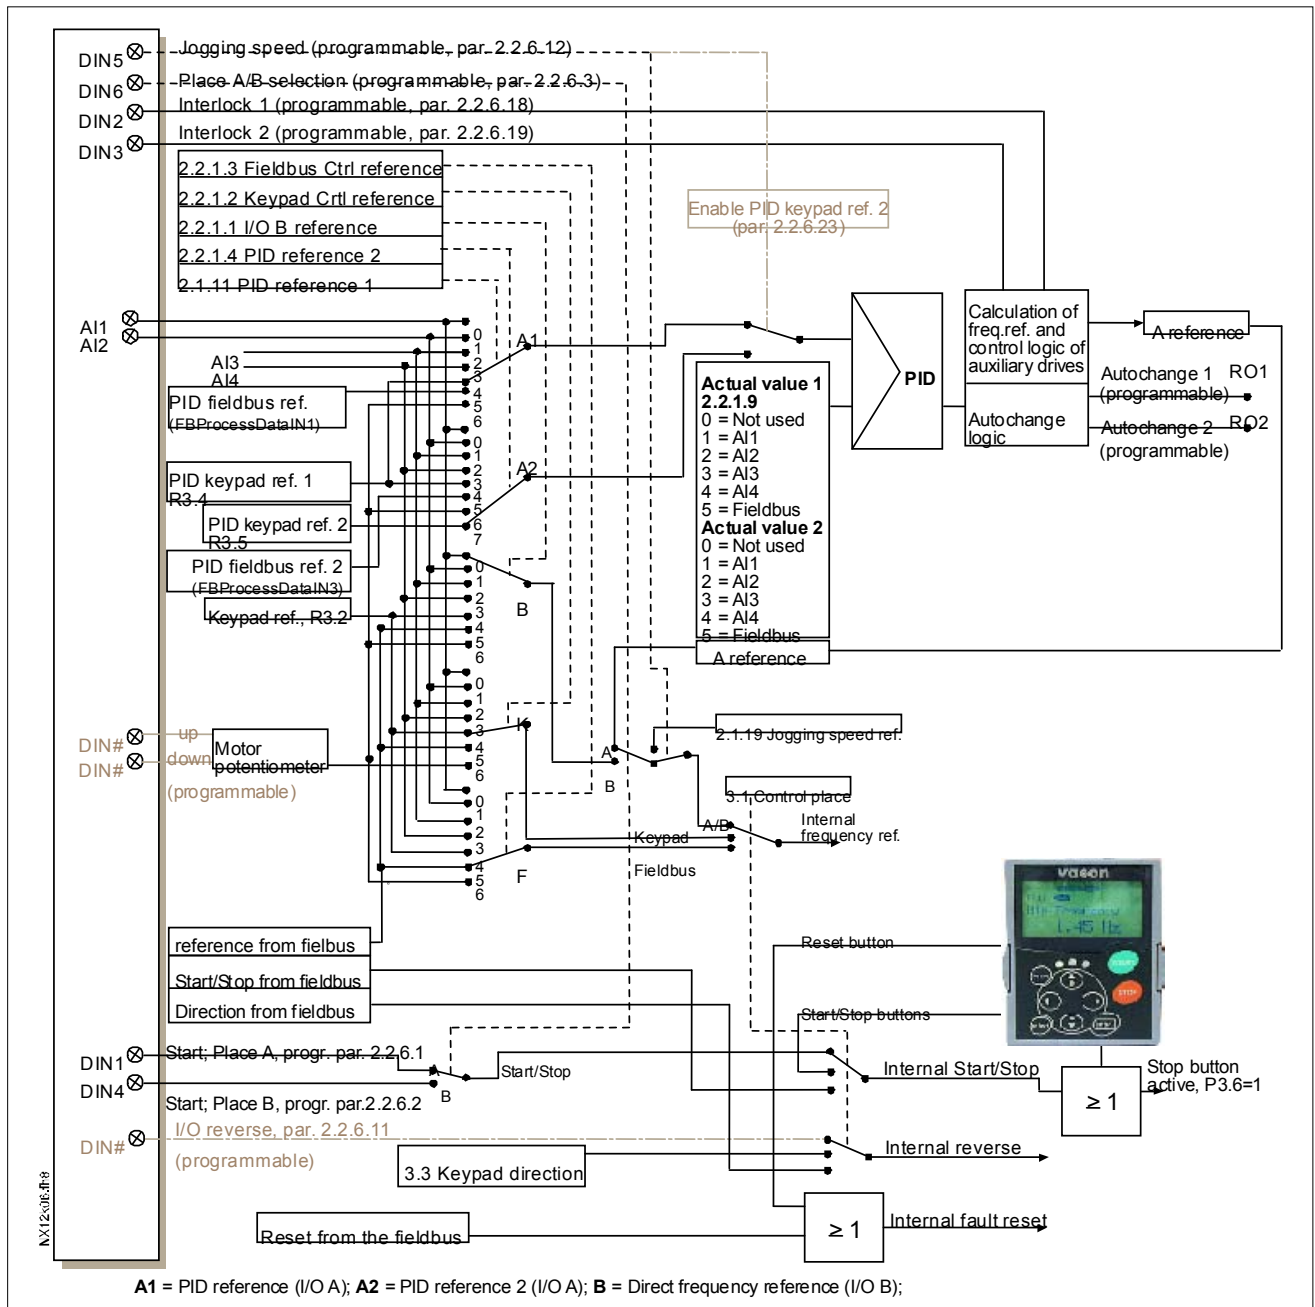 DIN5
Jogging speed (programmable, par. 2.2.6.12)
DIN6
Place A/B selection (programmable, par. 2.2.6.3)
DIN2
Interlock 1 (programmable, par. 2.2.6.18)
DIN3
Interlock 2 (programmable, par. 2.2.6.19)
2.2.1.3 Fieldbus Ctrl reference
2.2.1.2 Keypad Crtl reference
2.2.1.1 I/O B reference
2.2.1.4 PID reference 2
2.1.11 PID reference 1
Enable PID keypad ref. 2
(par. 2.2.6.23)
AI1
AI2
AI3
AI4
PID fieldbus ref.
(FBProcessDataIN1)
PID keypad ref. 1
R3.4
PID keypad ref. 2
R3.5
PID fieldbus ref. 2
(FBProcessDataIN3)
Keypad ref., R3.2
0
1
2
3
4
5
6
A1
0
1
2
3
4
5
6
7
A2
0
1
2
3
4
5
6
B
0
1
2
3
4
5
6
K
0
1
2
3
4
5
6
F
Actual value 1
2.2.1.9
0 = Not used
1 = AI1
2 = AI2
3 = AI3
4 = AI4
5 = Fieldbus
Actual value 2
0 = Not used
1 = AI1
2 = AI2
3 = AI3
4 = AI4
5 = Fieldbus
PID
Calculation of
freq.ref. and
control logic of
auxiliary drives
Autochange
logic
A reference
Autochange 1
(programmable)
RO1
Autochange 2
(programmable)
RO2
A reference
DIN#
up
DIN#
down
Motor
potentiometer
(programmable)
A
B
2.1.19 Jogging speed ref.
3.1 Control place
A/B
Keypad
Fieldbus
Internal
frequency ref.
reference from fielbus
Start/Stop from fieldbus
Direction from fieldbus
vacon
Reset button
START
STOP
Start/Stop buttons
DIN1
Start; Place A, progr. par. 2.2.6.1
DIN4
Start; Place B, progr. par.2.2.6.2
A
B
Start/Stop
Internal Start/Stop
≥ 1
Stop button
active, P3.6=1
DIN#
I/O reverse, par. 2.2.6.11
(programmable)
3.3 Keypad direction
Internal reverse
Reset from the fieldbus
≥ 1
Internal fault reset
NX12k06.fh8
A1 = PID reference (I/O A); A2 = PID reference 2 (I/O A); B = Direct frequency reference (I/O B);